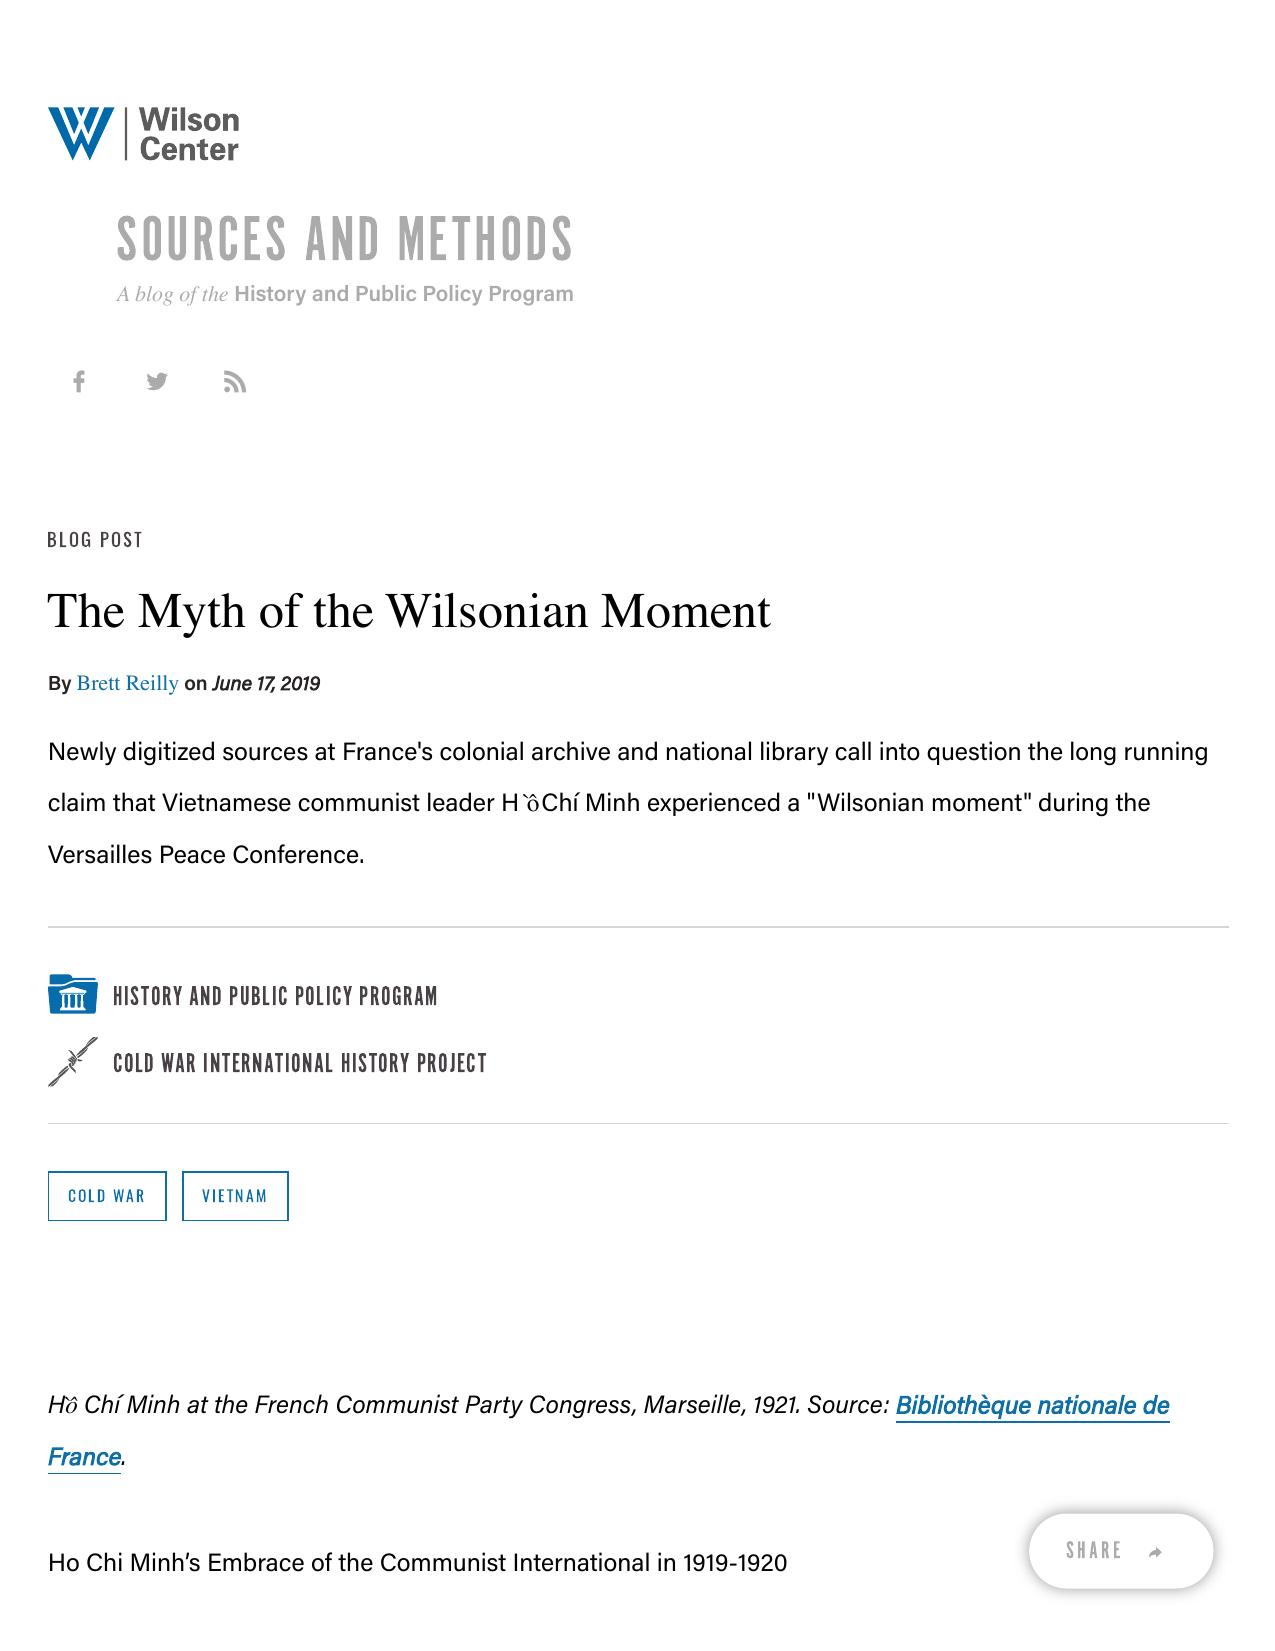 Wilson
Center
SOURCES AND METHODS
A blog of the History and Public Policy Program
BLOG POST
The Myth of the Wilsonian Moment
By Brett Reilly on June 17, 2019
Newly digitized sources at France's colonial archive and national library call into question the long running
claim that Vietnamese communist leader Hồ Chí Minh experienced a "Wilsonian moment" during the
Versailles Peace Conference.
HISTORY AND PUBLIC POLICY PROGRAM
COLD WAR INTERNATIONAL HISTORY PROJECT
COLD WAR VIETNAM
Hồ Chí Minh at the French Communist Party Congress, Marseille, 1921. Source: Bibliothèque nationale de
France.
SHARE
Ho Chi Minh’s Embrace of the Communist International in 1919-1920